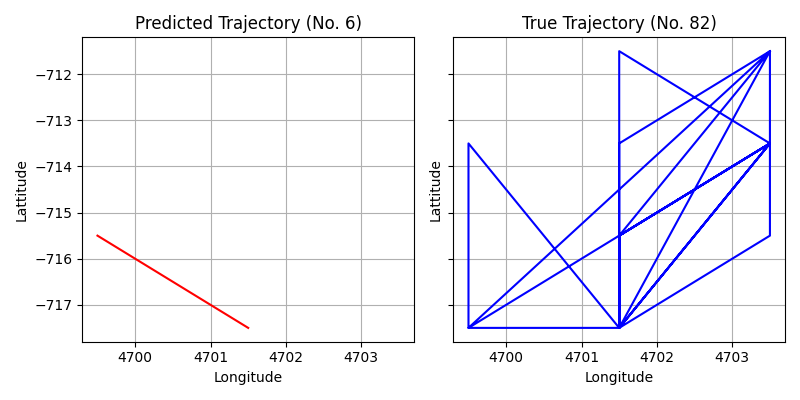 Predicted Trajectory (No. 6)
True Trajectory (No. 82)
Lattitude
−712
−713
−714
−715
−716
−717
4700
4701
4702
4703
Longitude
Lattitude
4700
4701
4702
4703
Longitude